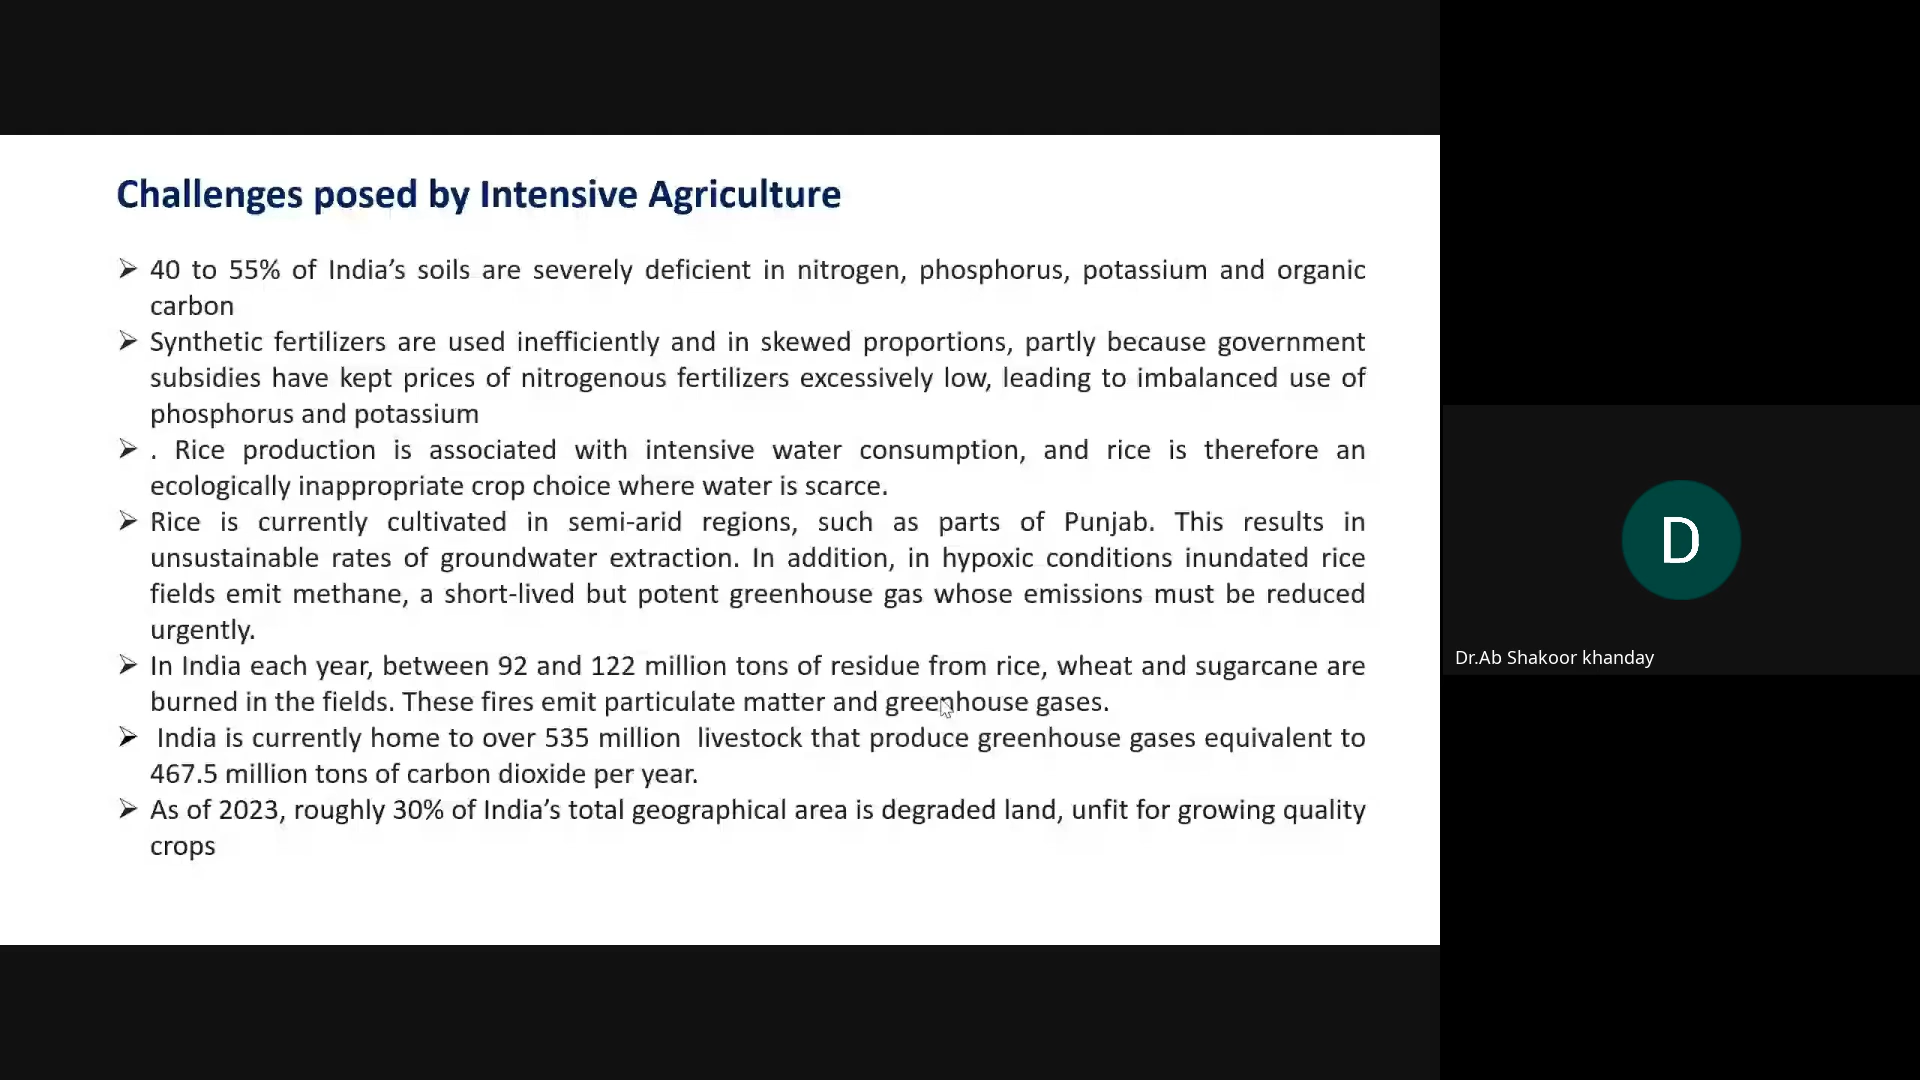 Challenges posed by Intensive Agriculture
➢ 40 to 55% of India’s soils are severely deficient in nitrogen, phosphorus, potassium and organic
carbon
➢ Synthetic fertilizers are used inefficiently and in skewed proportions, partly because government
subsidies have kept prices of nitrogenous fertilizers excessively low, leading to imbalanced use of
phosphorus and potassium
➢ . Rice production is associated with intensive water consumption, and rice is therefore an
ecologically inappropriate crop choice where water is scarce.
➢ Rice is currently cultivated in semi-arid regions, such as parts of Punjab. This results in
unsustainable rates of groundwater extraction. In addition, in hypoxic conditions inundated rice
fields emit methane, a short-lived but potent greenhouse gas whose emissions must be reduced
urgently.
➢ In India each year, between 92 and 122 million tons of residue from rice, wheat and sugarcane are
burned in the fields. These fires emit particulate matter and greenhouse gases.
➢ India is currently home to over 535 million livestock that produce greenhouse gases equivalent to
467.5 million tons of carbon dioxide per year.
➢ As of 2023, roughly 30% of India’s total geographical area is degraded land, unfit for growing quality
crops
D
Dr.Ab Shakoor khanday